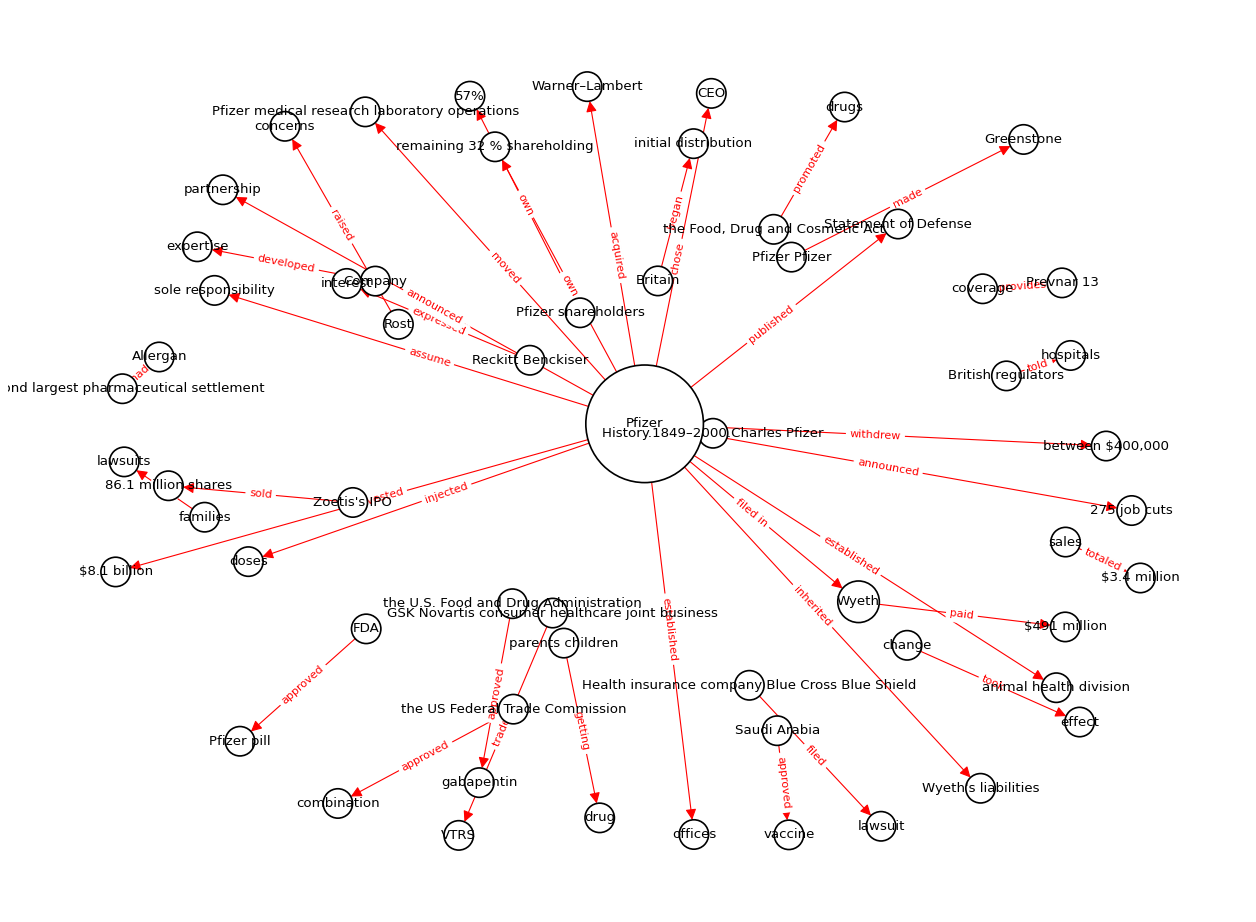 Warner–Lambert
57%
CEO
drugs
Pfizer medical research laboratory operations
concerns
Greenstone
initial distribution
remaining 32 % shareholding
promoted
partnership
made
own
began
raised
Statement of Defense
the Food, Drug and Cosmetic Act
expertise
acquired
chose
Pfizer Pfizer
developed
moved
Britain
interest
Company
own
Prevnar 13
provides
coverage
sole responsibility
announced
Pfizer shareholders
expressed
Rost
published
Allergan
assume
Reckitt Benckiser
hospitals
told
British regulators
ond largest pharmaceutical settlement
Pfizer
History.1849–2000 Charles Pfizer
withdrew
between $400,000
lawsuits
announced
86.1 million shares
sold
injected
Zoetis's IPO
275 job cuts
families
filed in
sales
established
totaled
doses
$8.1 billion
$3.4 million
Wyeth
the U.S. Food and Drug Administration
inherited
GSK Novartis consumer healthcare joint business
paid
FDA
established
$491 million
parents children
change
approved
took
Health insurance company Blue Cross Blue Shield
animal health division
approved
the US Federal Trade Commission
effect
Saudi Arabia
getting
Pfizer pill
approved
filed
approved
gabapentin
Wyeth's liabilities
combination
drug
lawsuit
VTRS
offices
vaccine